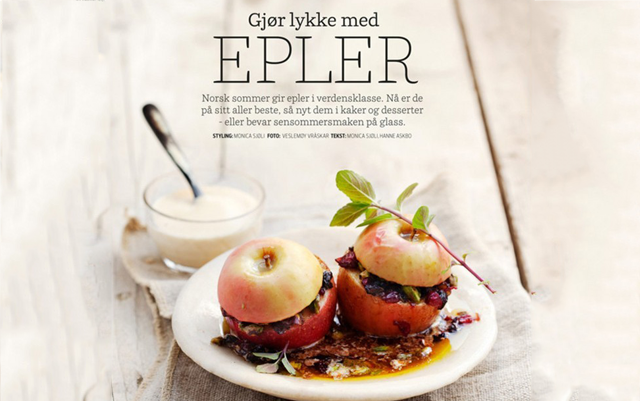 Gjør lykke med
EPLER
Norsk sommer gir epler i verdensklasse. Nå er de
på sitt aller beste, så nyt dem i kaker og desserter
- eller bevar sensommersmaken på glass.
STYLING: MONICA SJØLI FOTO: VESLEMØY VRÅSKAR TEKST: MONICA SJØLI, HANNE ASKBO